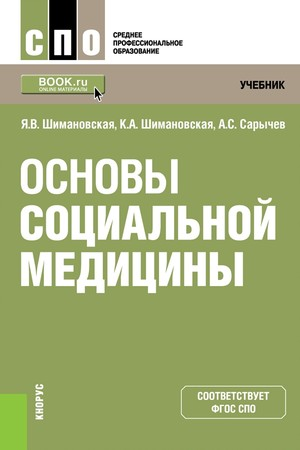 СПО
СРЕДНЕЕ
ПРОФЕССИОНАЛЬНОЕ
ОБРАЗОВАНИЕ
BOOK.ru
ONLINE МАТЕРИАЛЫ
УЧЕБНИК
Я.В. Шимановская, К.А. Шимановская, А.С. Сарычев
ОСНОВЫ
СОЦИАЛЬНОЙ
МЕДИЦИНЫ
СООТВЕТСТВУЕТ
ФГОС СПО
КНОРУС